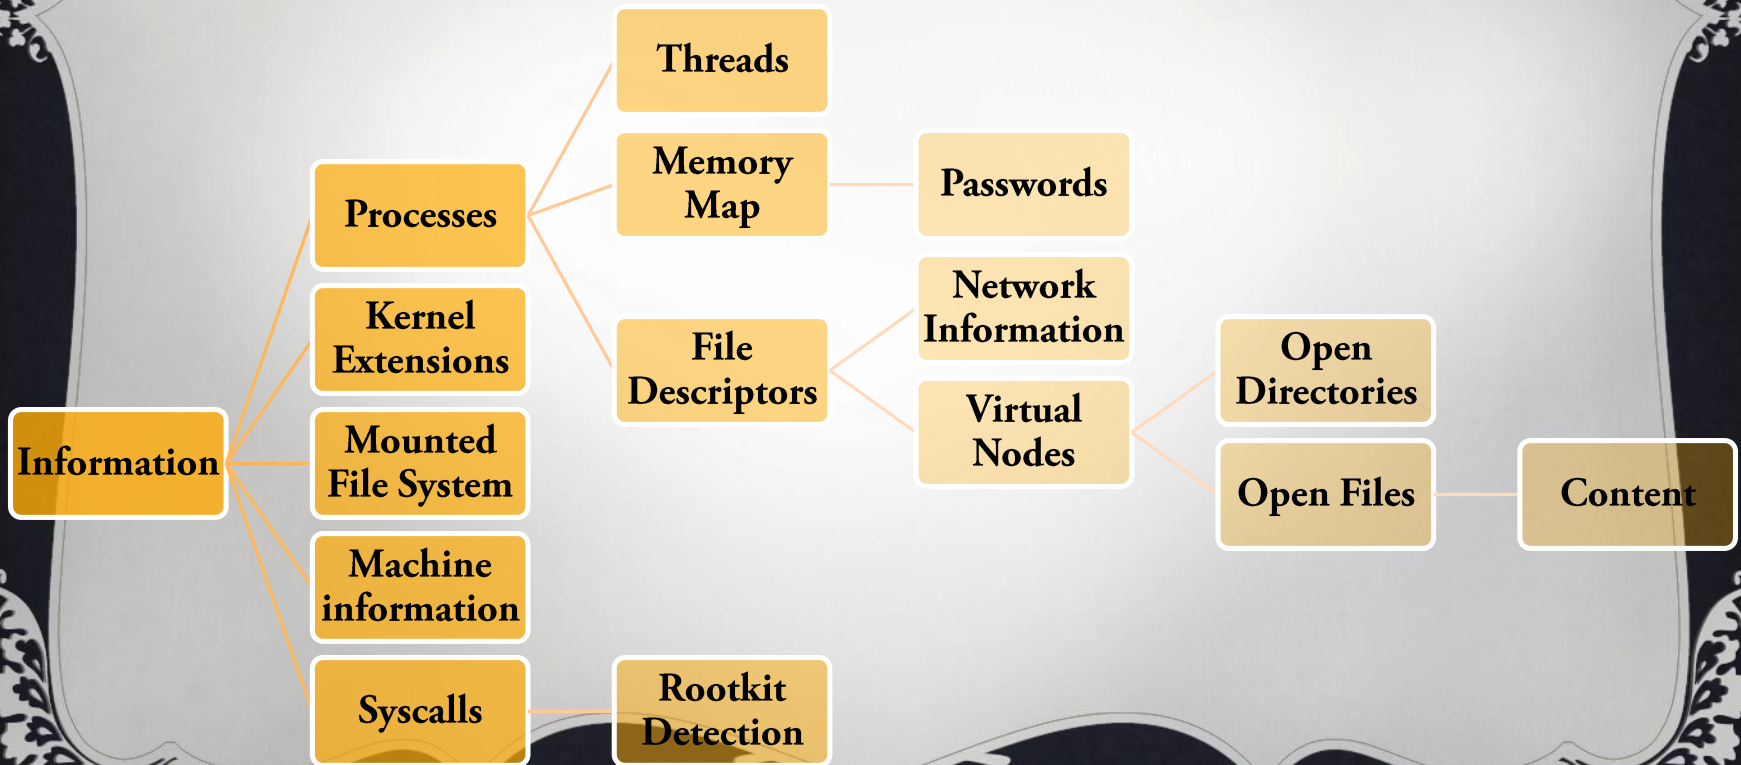 Information
Processes
Kernel
Extensions
Mounted
File System
Machine
information
Syscalls
Threads
Memory
Map
File
Descriptors
Rootkit
Detection
Passwords
Network
Information
Virtual
Nodes
Open
Directories
Open Files
Content